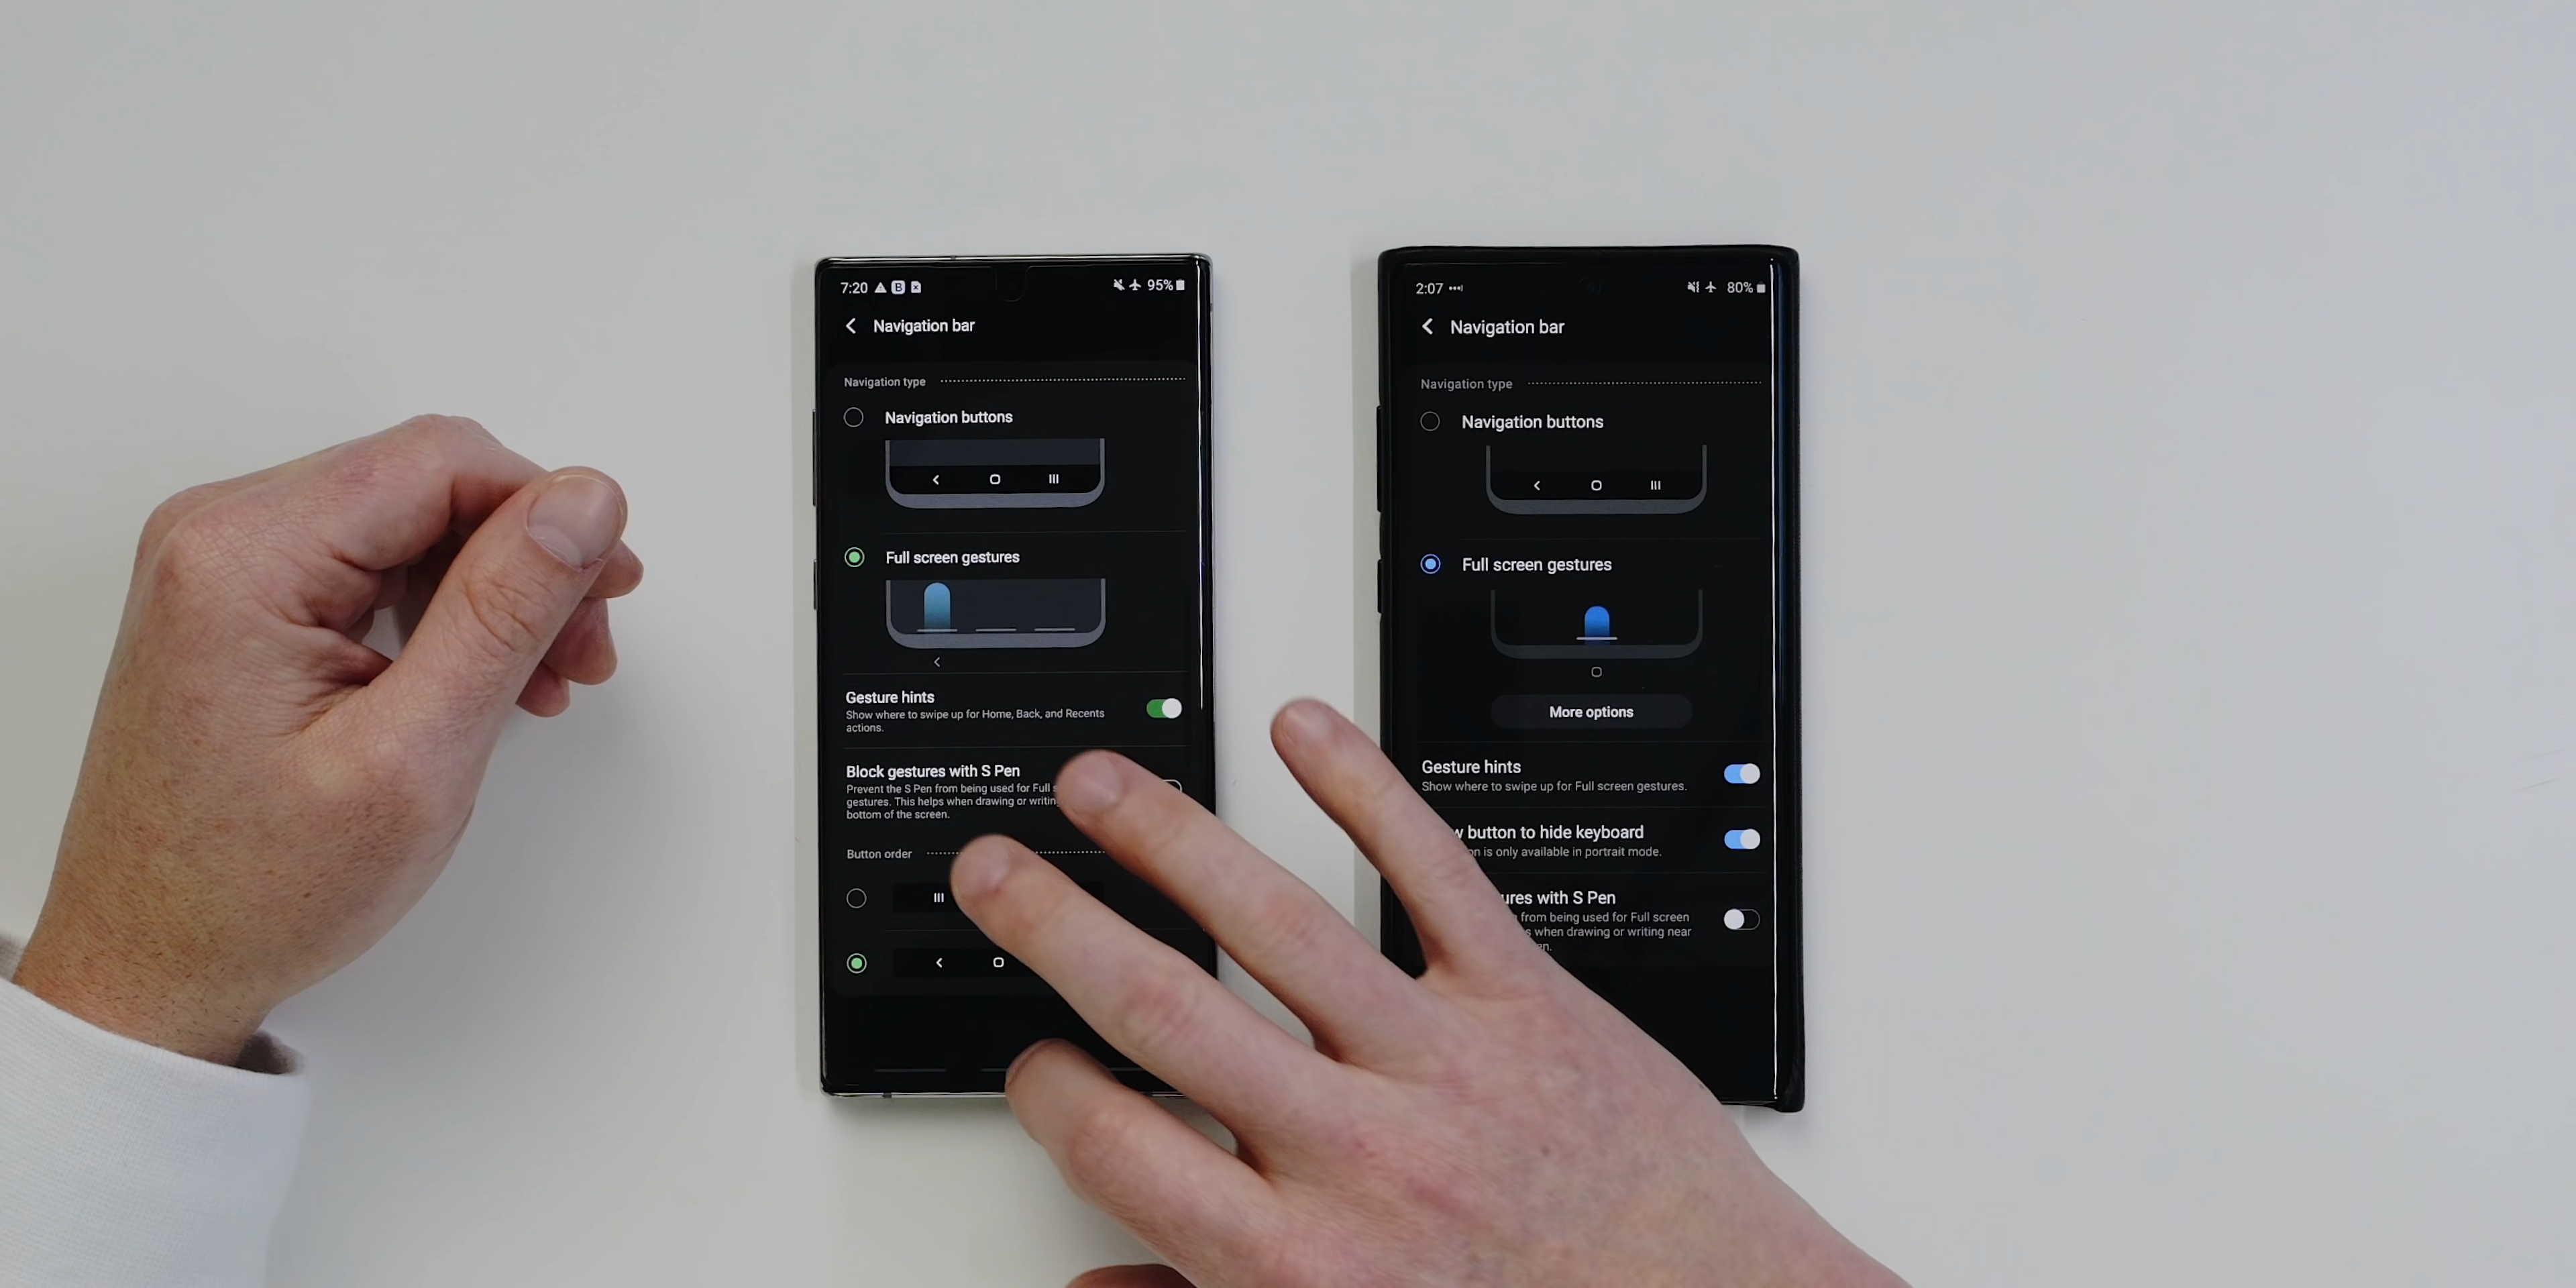 7:20
95%
Navigation bar
Navigation type
Navigation buttons
Full screen gestures
Gesture hints
Show where to swipe up for Home, Back, and Recents
actions.
Block gestures with S Pen
Prevent the S Pen from being used for Full
gestures. This helps when drawing or writing
bottom of the screen.
Button order
2:07
80%
Navigation bar
Navigation type
Navigation buttons
Full screen gestures
More options
Gesture hints
Show where to swipe up for Full screen gestures.
button to hide keyboard
is only available in portrait mode.
with S Pen
from being used for Full screen
when drawing or writing near